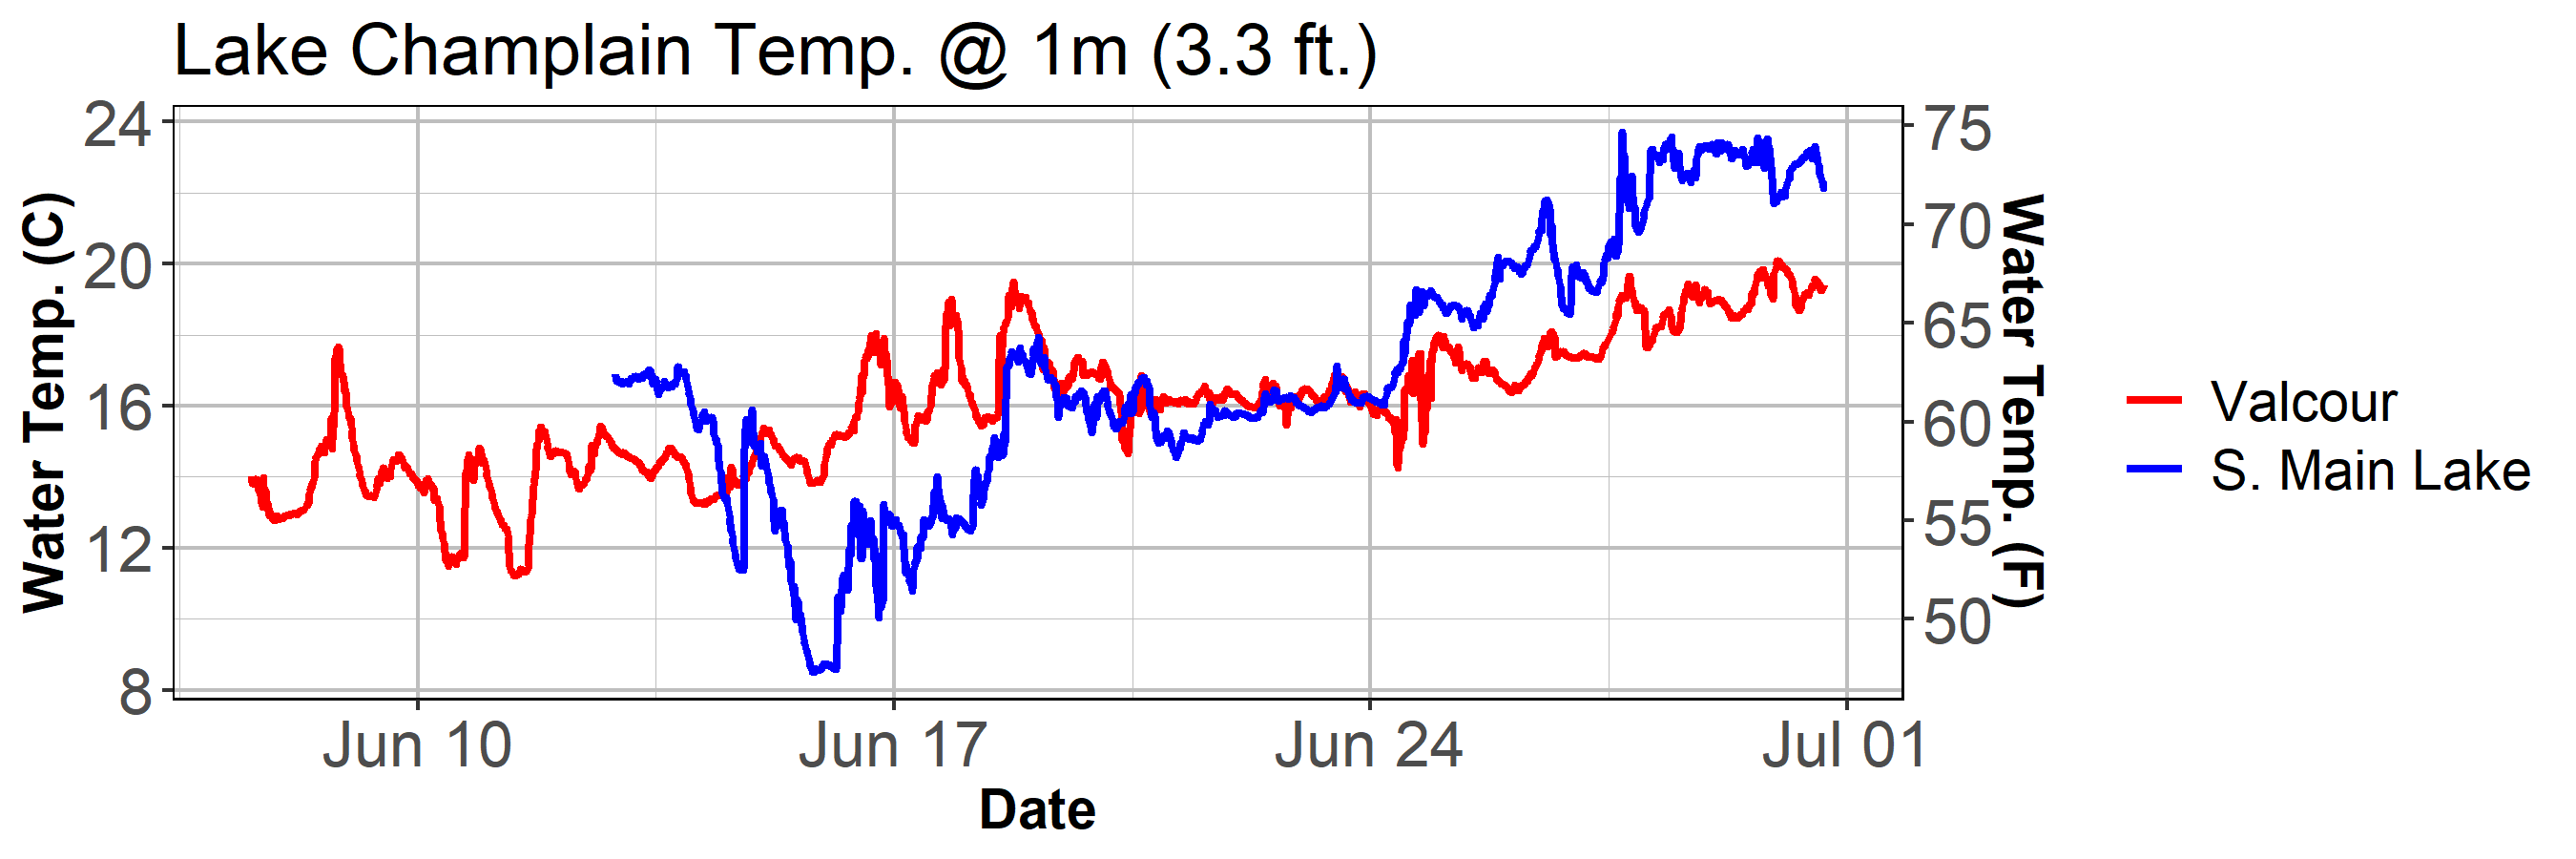 Lake Champlain Temp. @ 1m (3.3 ft.)
Water Temp. (C)
24
20
16
12
8
75
70
65
60
55
50
Water Temp. (F)
Jun 10
Jun 17
Jun 24
Jul 01
Date
Valcour
S. Main Lake